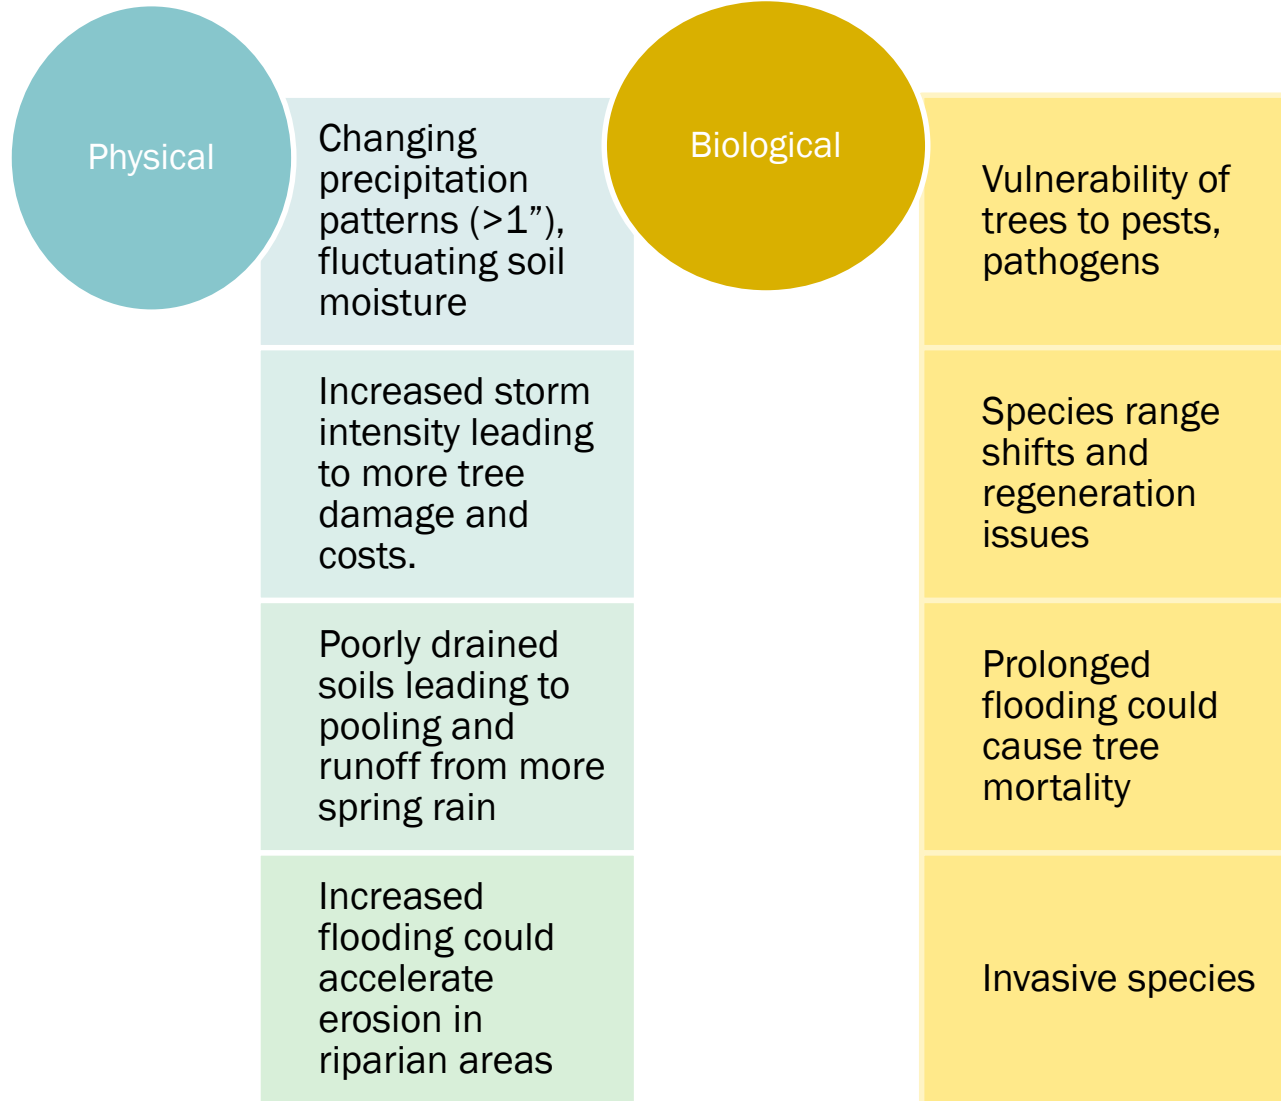 Physical
Changing
precipitation
patterns (>1”),
fluctuating soil
moisture
Increased storm
intensity leading
to more tree
damage and
costs.
Poorly drained
soils leading to
pooling and
runoff from more
spring rain
Increased
flooding could
accelerate
erosion in
riparian areas
Biological
Vulnerability of
trees to pests,
pathogens
Species range
shifts and
regeneration
issues
Prolonged
flooding could
cause tree
mortality
Invasive species